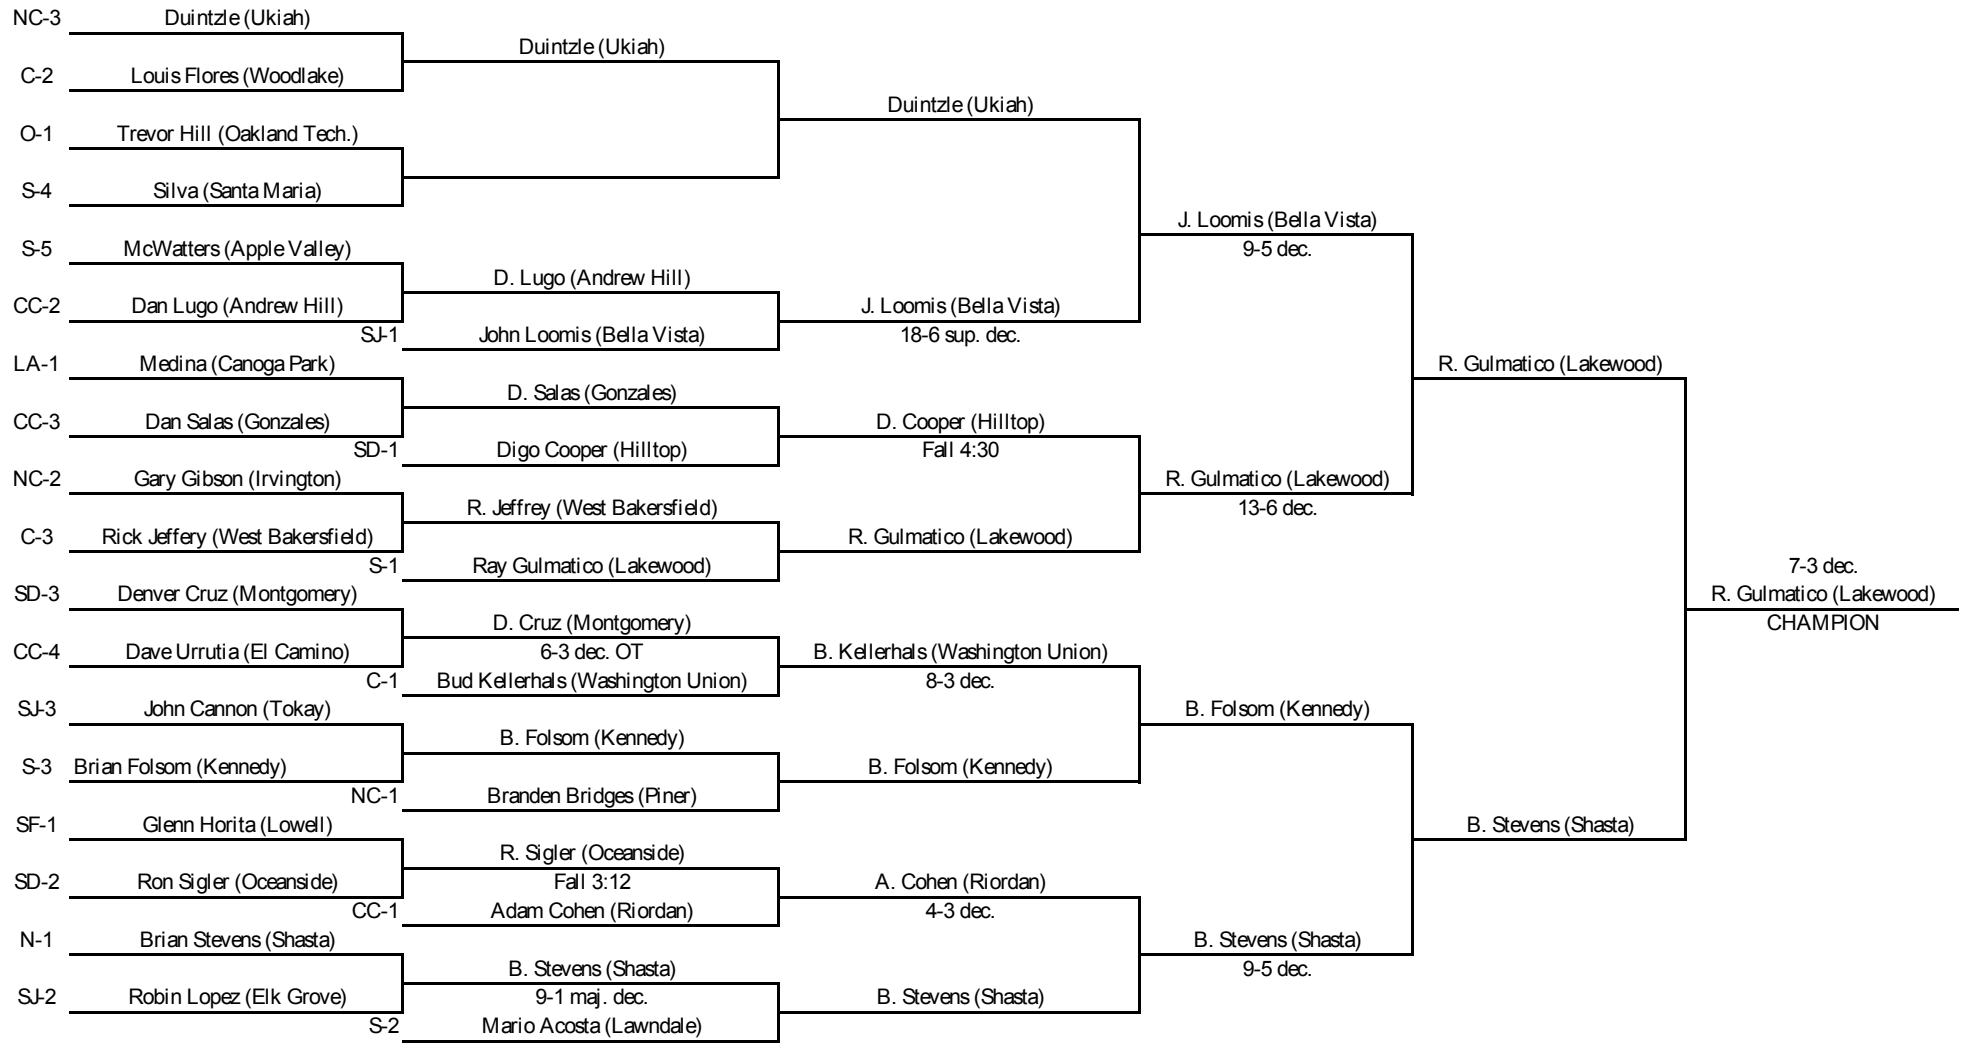 NC-3 Duintzle (Ukiah)
Duintzle (Ukiah)
C-2 Louis Flores (Woodlake)
Duintzle (Ukiah)
O-1 Trevor Hill (Oakland Tech.)
S-4 Silva (Santa Maria)
J. Loomis (Bella Vista)
S-5 McWatters (Apple Valley) 9-5 dec.
D. Lugo (Andrew Hill)
CC-2 Dan Lugo (Andrew Hill) J. Loomis (Bella Vista)
SJ-1 John Loomis (Bella Vista) 18-6 sup. dec.
LA-1 Medina (Canoga Park) R. Gulmatico (Lakewood)
D. Salas (Gonzales)
CC-3 Dan Salas (Gonzales) D. Cooper (Hilltop)
SD-1 Digo Cooper (Hilltop) Fall 4:30
NC-2 Gary Gibson (Irvington) R. Gulmatico (Lakewood)
R. Jeffrey (West Bakersfield) 13-6 dec.
C-3 Rick Jeffery (West Bakersfield) R. Gulmatico (Lakewood)
S-1 Ray Gulmatico (Lakewood) 7-3 dec.
SD-3 Denver Cruz (Montgomery) R. Gulmatico (Lakewood)
D. Cruz (Montgomery) CHAMPION
CC-4 Dave Urrutia (El Camino) 6-3 dec. OT B. Kellerhals (Washington Union)
C-1 Bud Kellerhals (Washington Union) 8-3 dec.
SJ-3 John Cannon (Tokay) B. Folsom (Kennedy)
B. Folsom (Kennedy)
S-3 Brian Folsom (Kennedy) B. Folsom (Kennedy)
NC-1 Branden Bridges (Piner)
SF-1 Glenn Horita (Lowell) B. Stevens (Shasta)
R. Sigler (Oceanside)
SD-2 Ron Sigler (Oceanside) Fall 3:12 A. Cohen (Riordan)
CC-1 Adam Cohen (Riordan) 4-3 dec.
N-1 Brian Stevens (Shasta) B. Stevens (Shasta)
B. Stevens (Shasta) 9-5 dec.
SJ-2 Robin Lopez (Elk Grove) 9-1 maj. dec. B. Stevens (Shasta)
S-2 Mario Acosta (Lawndale)